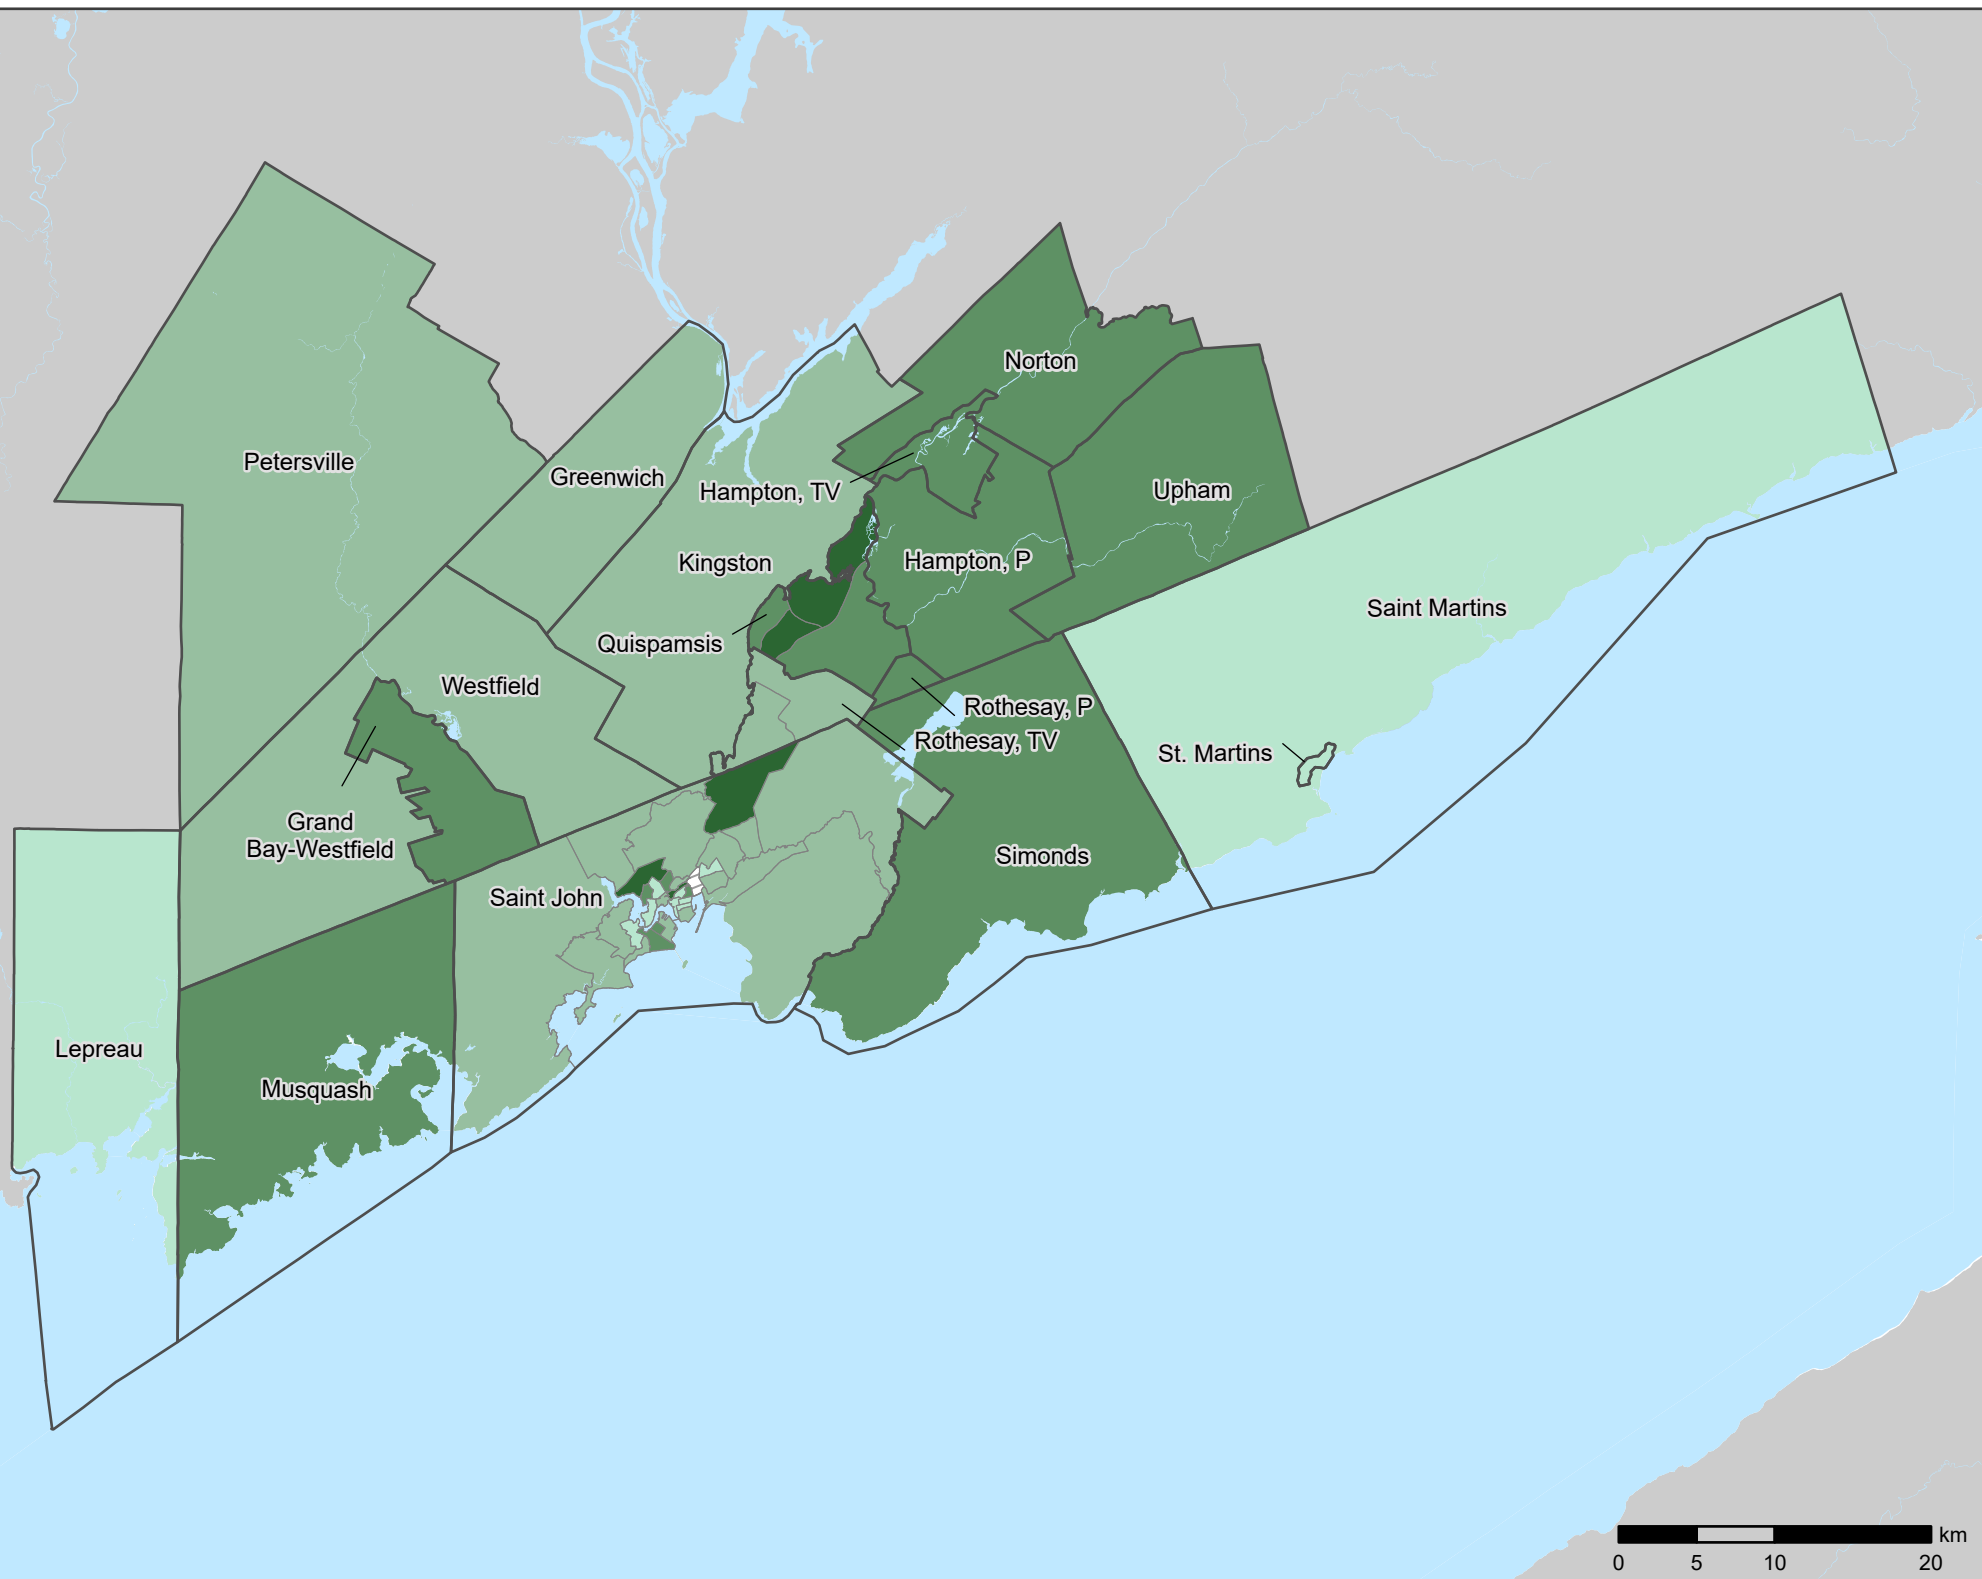 Norton
Petersville
Greenwich
Hampton, TV
Upham
Kingston
Hampton, P
Saint Martins
Quispamsis
Westfield
Rothesay, P
Rothesay, TV
St. Martins
Grand
Bay-Westfield
Simonds
Saint John
Lepreau
Musquash
km
0 5 10 20